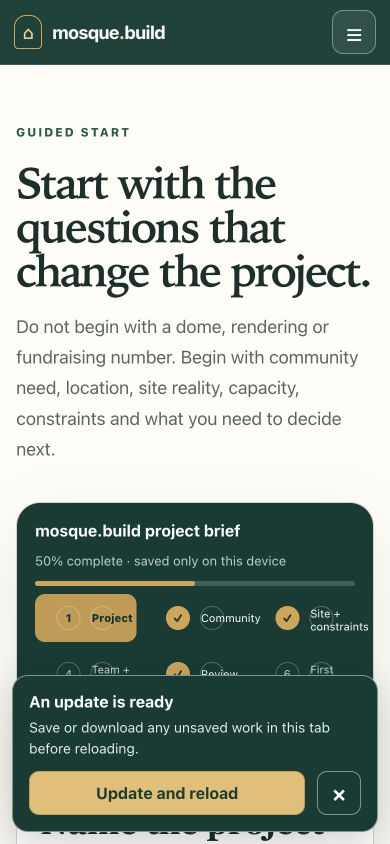 mosque.build
GUIDED START
Start with the
questions that
change the project.
Do not begin with a dome, rendering or
fundraising number. Begin with community
need, location, site reality, capacity,
constraints and what you need to decide
next.
mosque.build project brief
50% complete · saved only on this device
1 Project
Community
Site +
constraints
4 Team +
Review
6 First
An update is ready
Save or download any unsaved work in this tab
before reloading.
Update and reload
×
Name the project